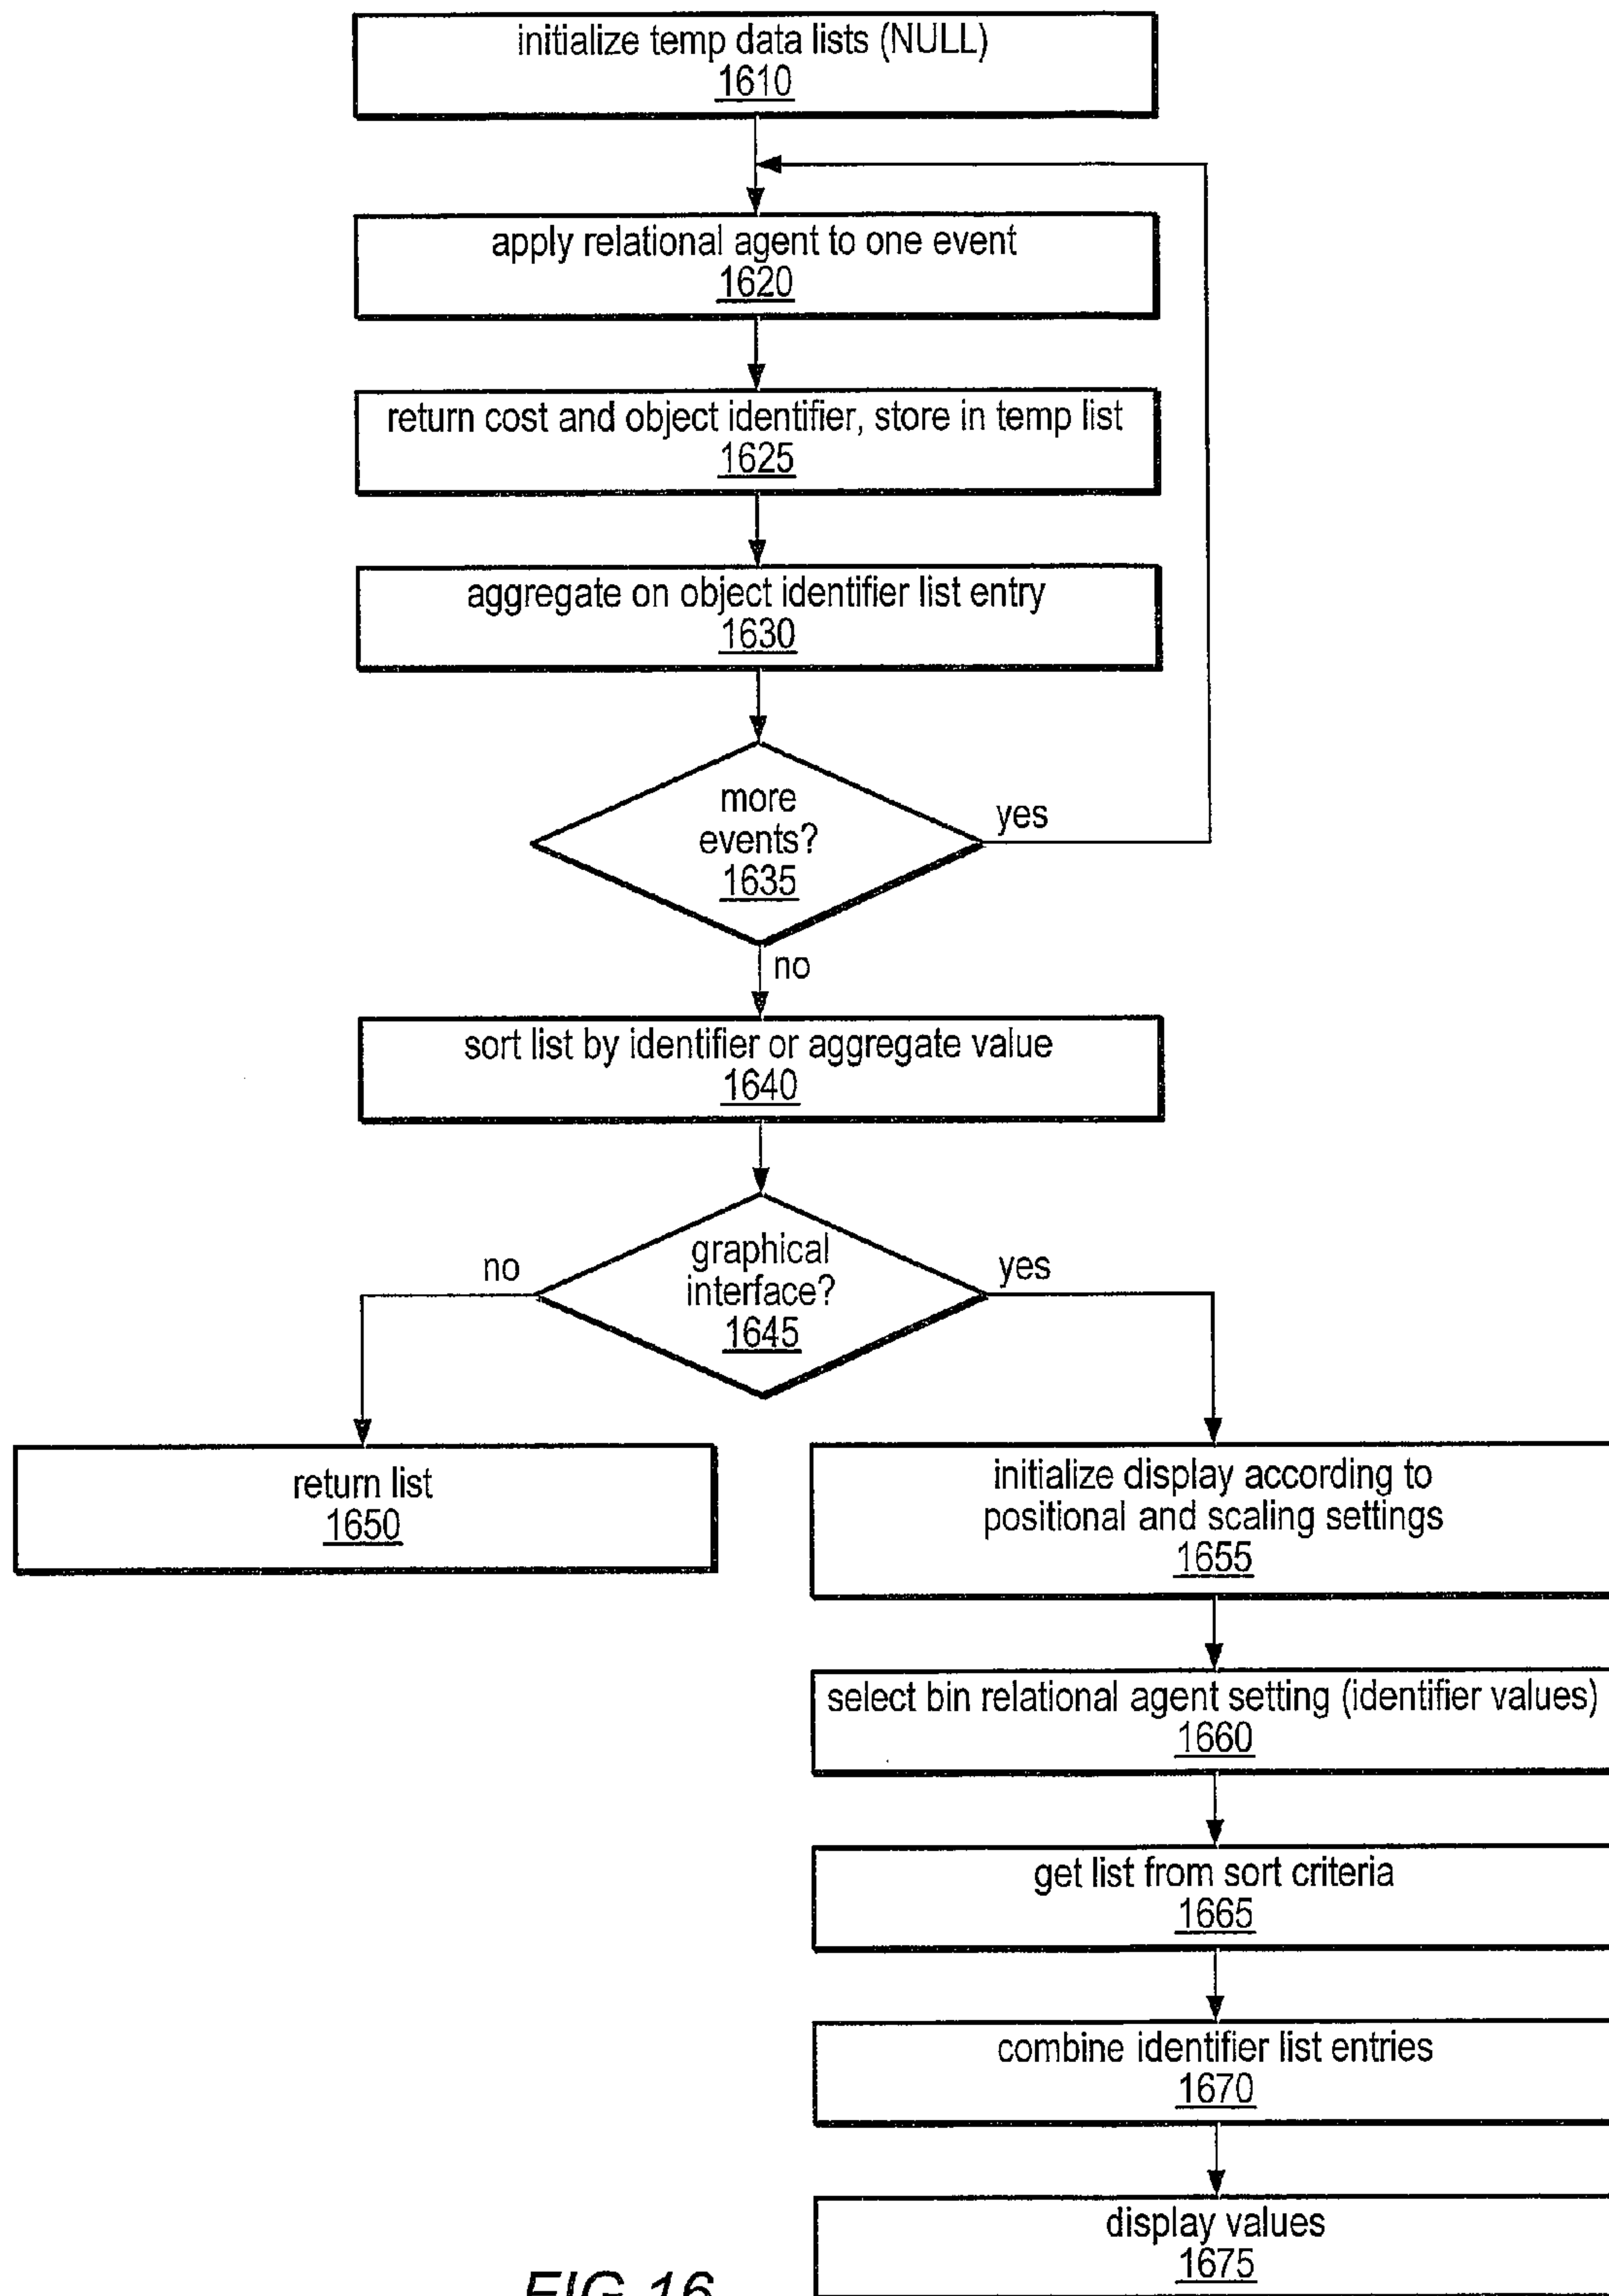 initialize temp data lists (NULL)
1610
apply relational agent to one event
1620
return cost and object identifier, store in temp list
1625
aggregate on object identifier list entry
1630
more
events?
1635
yes
no
sort list by identifier or aggregate value
1640
graphical
interface?
1645
no
yes
return list
1650
initialize display according to
positional and scaling settings
1655
select bin relational agent setting (identifier values)
1660
get list from sort criteria
1665
combine identifier list entries
1670
display values
1675
FIG 16